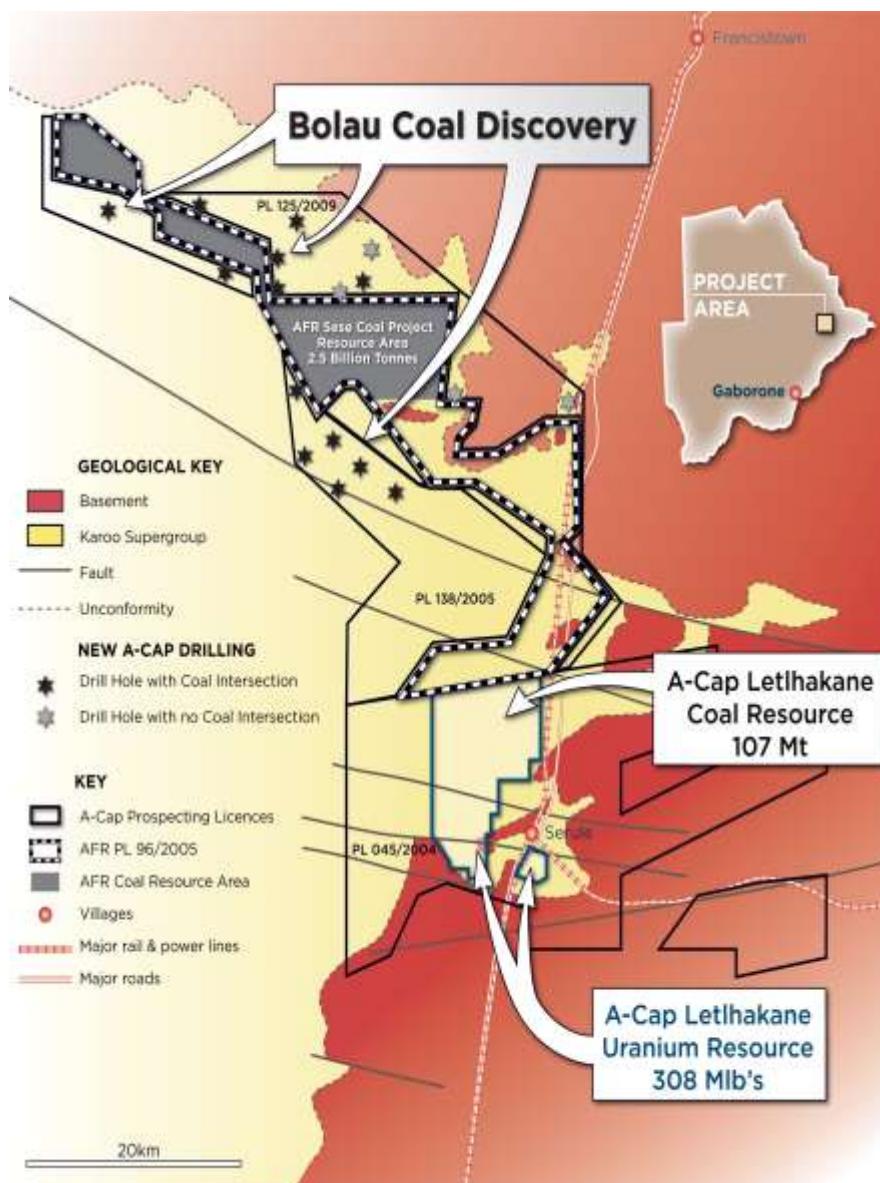 Francistown
Bolau Coal Discovery
PL 125/2009
PROJECT
AREA
Gaborone
AFR Sese Coal Project
Resource Area
2.5 Billion Tonnes
GEOLOGICAL KEY
Basement
Karoo Supergroup
Fault
Unconformity
PL 138/2005
NEW A-CAP DRILLING
Drill Hole with Coal Intersection
Drill Hole with no Coal Intersection
A-Cap Letlhakane
Coal Resource
107 Mt
KEY
A-Cap Prospecting Licences
AFR PL 96/2005
AFR Coal Resource Area
Villages
Major rail & power lines
Major roads
Serule
PL 045/2004
A-Cap Letlhakane
Uranium Resource
308 Mlb's
20km